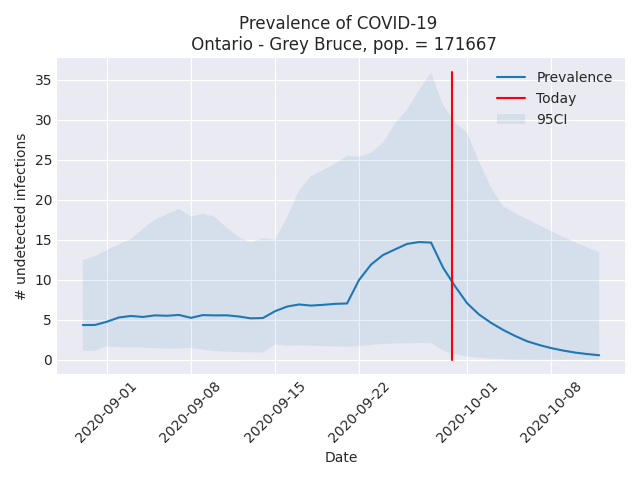 Prevalence of COVID-19
Ontario - Grey Bruce, pop. = 171667
# undetected infections
35
30
25
20
15
10
5
0
Prevalence
Today
95CI
2020-09-01
2020-09-08
2020-09-15
2020-09-22
2020-10-01
2020-10-08
Date